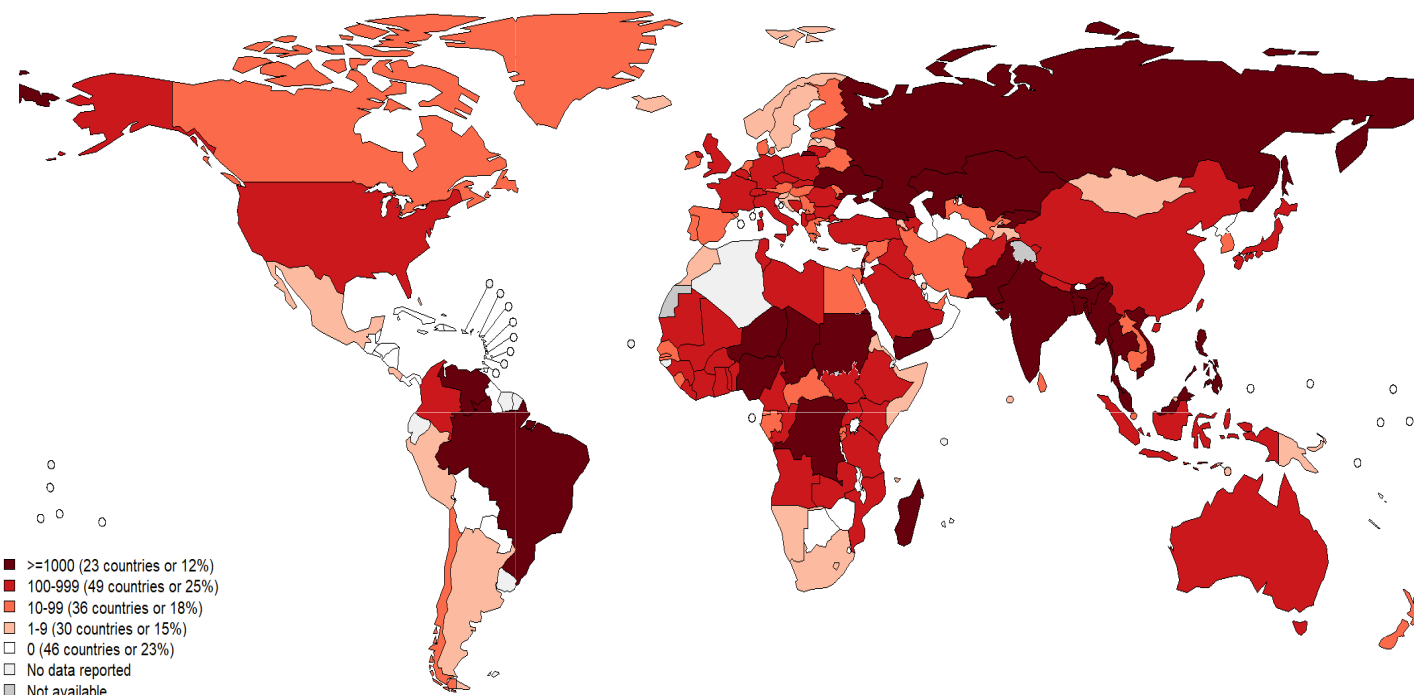 >=1000 (23 countries or 12%)
100-999 (49 countries or 25%)
10-99 (36 countries or 18%)
1-9 (30 countries or 15%)
0 (46 countries or 23%)
No data reported
Not available